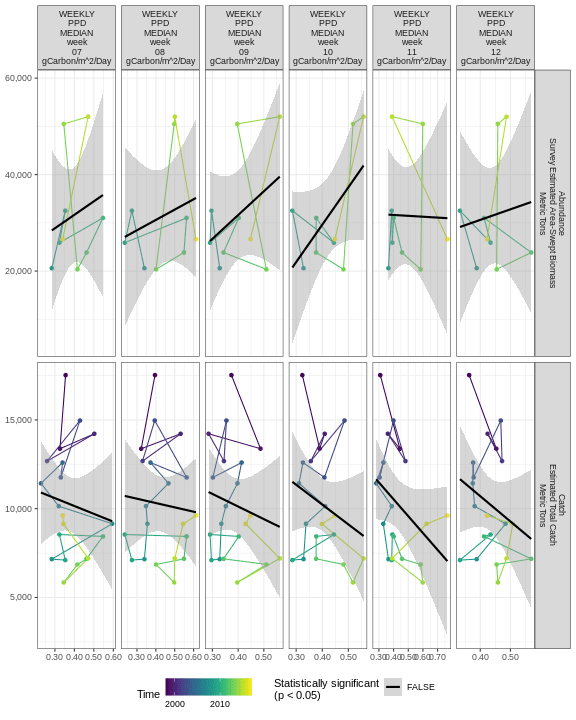 WEEKLY PPD MEDIAN week 07 gCarbon/m^2/Day
WEEKLY PPD MEDIAN week 08 gCarbon/m^2/Day
WEEKLY PPD MEDIAN week 09 gCarbon/m^2/Day
WEEKLY PPD MEDIAN week 10 gCarbon/m^2/Day
WEEKLY PPD MEDIAN week 11 gCarbon/m^2/Day
WEEKLY PPD MEDIAN week 12 gCarbon/m^2/Day
60,000
40,000
20,000
Abundance
Survey Estimated Area-Swept Biomass
Metric Tons
15,000
10,000
5,000
Catch
Estimated Total Catch
Metric Tons
0.30 0.40 0.50 0.60
0.30 0.40 0.50 0.60
0.30 0.40 0.50
0.30 0.40 0.50
0.30 0.40 0.50 0.60 0.70
0.40 0.50
Time
2000 2010
Statistically significant
(p < 0.05)
FALSE